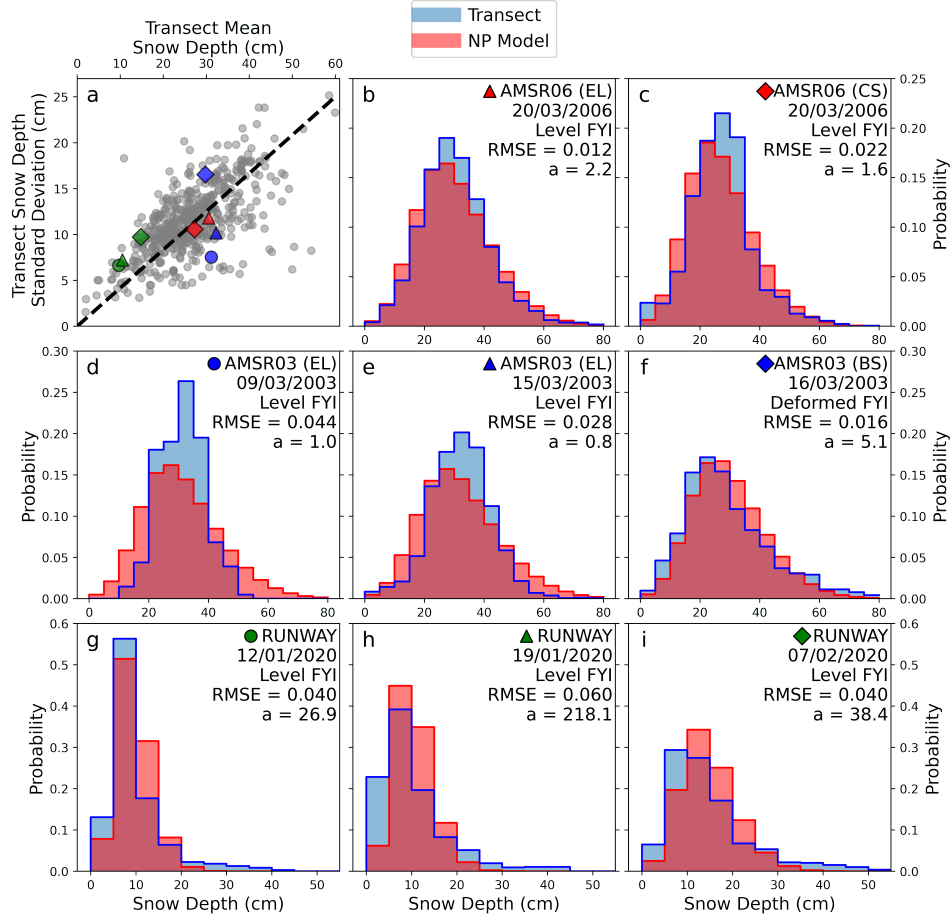 Transect
NP Model
Transect Mean
Snow Depth (cm)
0 10 20 30 40 50 60
Transect Snow Depth
Standard Deviation (cm)
25
20
15
10
5
0
a
b
AMSR06 (EL)
20/03/2006
Level FYI
RMSE = 0.012
a = 2.2
0 20 40 60 80
c
AMSR06 (CS)
20/03/2006
Level FYI
RMSE = 0.022
a = 1.6
0 20 40 60 80
0.25
0.20
0.15
0.10
0.05
0.00
Probability
Probability
0.30
0.25
0.20
0.15
0.10
0.05
0.00
d
AMSR03 (EL)
09/03/2003
Level FYI
RMSE = 0.044
a = 1.0
0 20 40 60 80
e
AMSR03 (EL)
15/03/2003
Level FYI
RMSE = 0.028
a = 0.8
0 20 40 60 80
f
AMSR03 (BS)
16/03/2003
Deformed FYI
RMSE = 0.016
a = 5.1
0 20 40 60 80
0.30
0.25
0.20
0.15
0.10
0.05
0.00
Probability
Probability
0.6
0.5
0.4
0.3
0.2
0.1
0.0
g
RUNWAY
12/01/2020
Level FYI
RMSE = 0.040
a = 26.9
0 10 20 30 40 50
Snow Depth (cm)
h
RUNWAY
19/01/2020
Level FYI
RMSE = 0.060
a = 218.1
0 10 20 30 40 50
Snow Depth (cm)
i
RUNWAY
07/02/2020
Level FYI
RMSE = 0.040
a = 38.4
0 10 20 30 40 50
Snow Depth (cm)
0.6
0.5
0.4
0.3
0.2
0.1
0.0
Probability